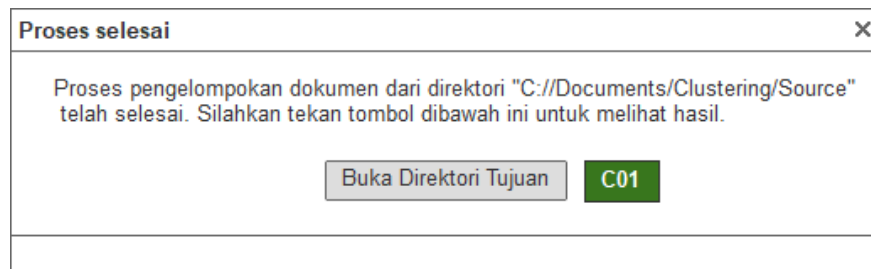 Proses selesai ×
Proses pengelompokan dokumen dari direktori "C://Documents/Clustering/Source"
telah selesai. Silahkan tekan tombol dibawah ini untuk melihat hasil.
Buka Direktori Tujuan C01